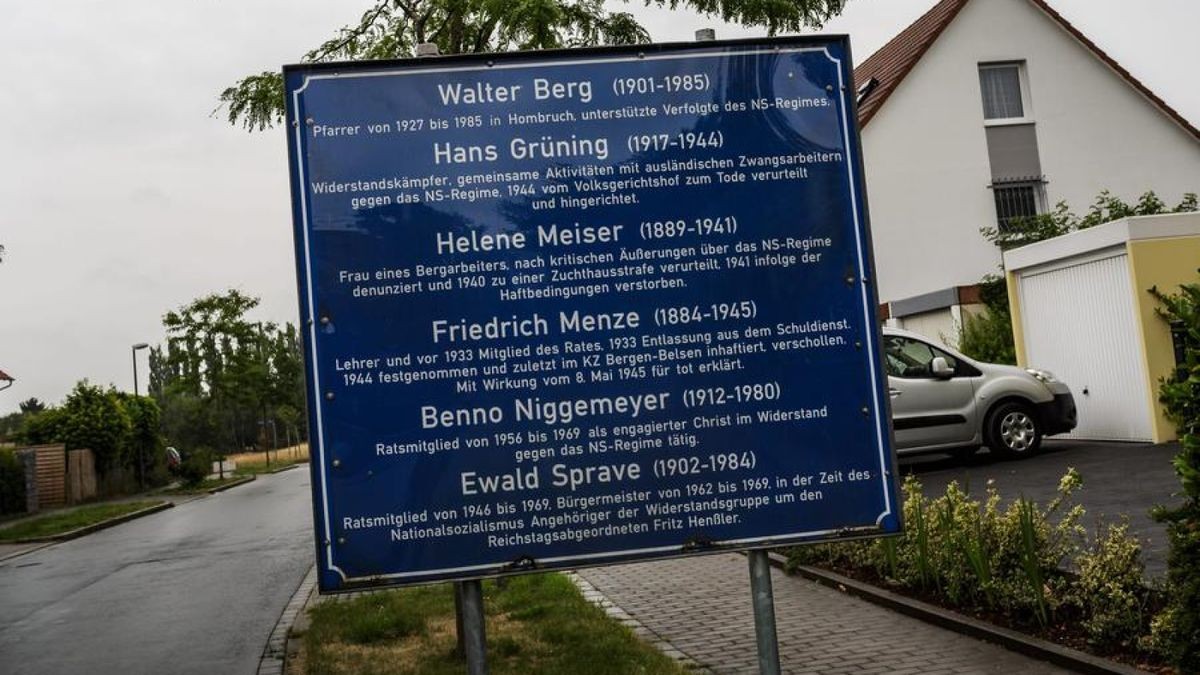 Walter Berg (1901-1985)
Pfarrer von 1927 bis 1985 in Hombruch, unterstützte Verfolgte des NS-Regimes.
Hans Grüning (1917-1944)
Widerstandskämpfer, gemeinsame Aktivitäten mit ausländischen Zwangsarbeitern
gegen das NS-Regime. 1944 vom Volksgerichtshof zum Tode verurteilt
und hingerichtet.
Helene Meiser (1889-1941)
Frau eines Bergarbeiters, nach kritischen Äußerungen über das NS-Regime
denunziert und 1940 zu einer Zuchthausstrafe verurteilt. 1941 infolge der
Haftbedingungen verstorben.
Friedrich Menze (1884-1945)
Lehrer und vor 1933 Mitglied des Rates. 1933 Entlassung aus dem Schuldienst.
1944 festgenommen und zuletzt im KZ Bergen-Belsen inhaftiert, verschollen.
Mit Wirkung vom 8. Mai 1945 für tot erklärt.
Benno Niggemeyer (1912-1980)
Ratsmitglied von 1956 bis 1969 als engagierter Christ im Widerstand
gegen das NS-Regime tätig.
Ewald Sprave (1902-1984)
Ratsmitglied von 1946 bis 1969, Bürgermeister von 1962 bis 1969, in der Zeit des
Nationalsozialismus Angehöriger der Widerstandsgruppe um den
Reichstagsabgeordneten Fritz Henßler.